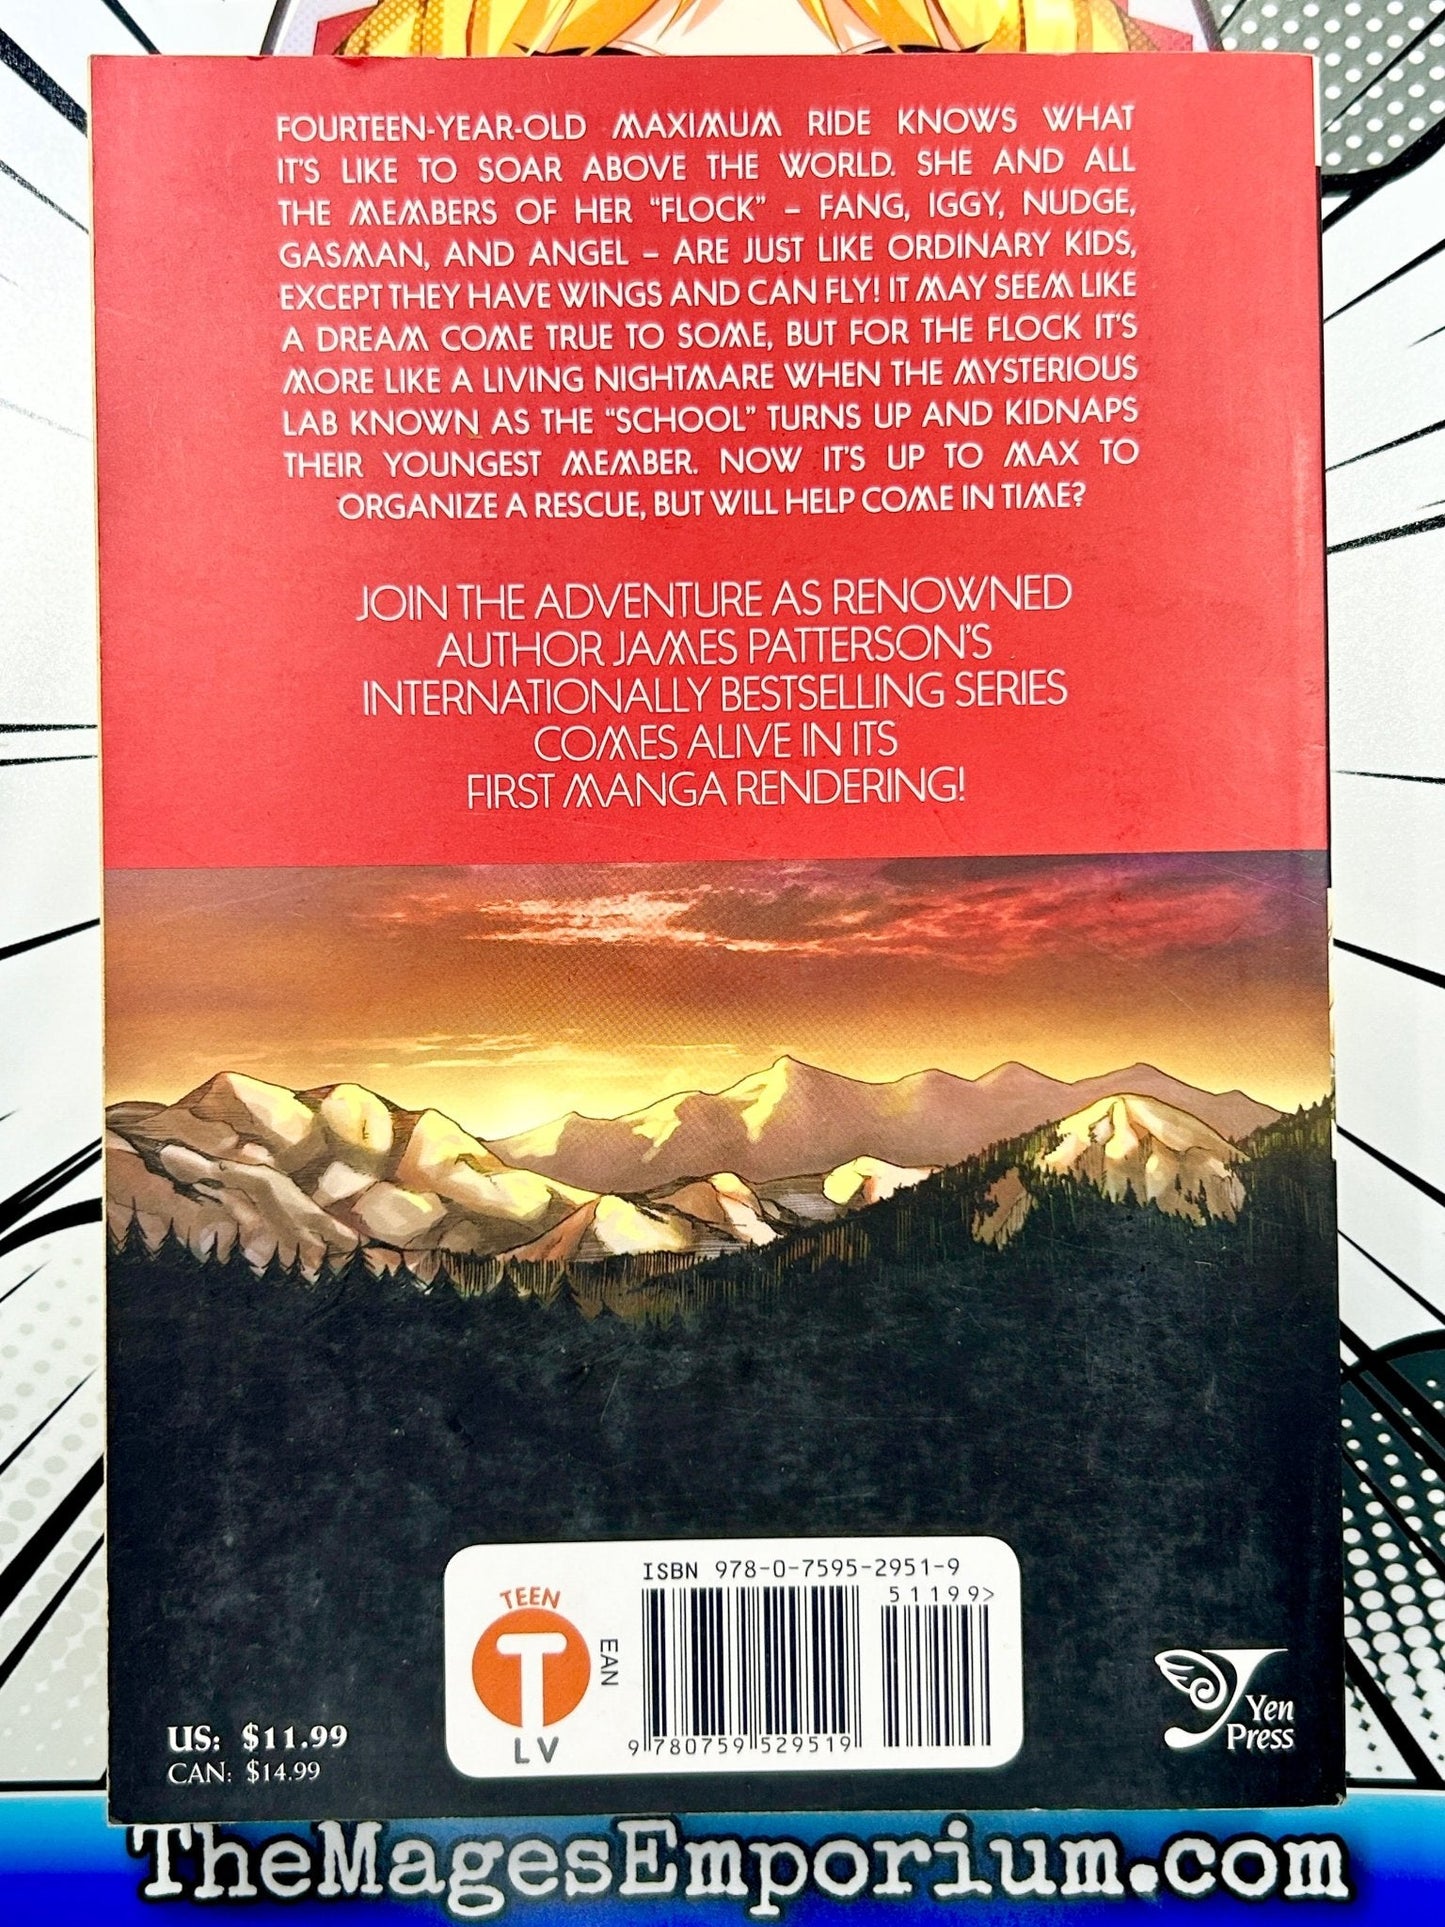 FOURTEEN-YEAR-OLD MAXIMUM RIDE KNOWS WHAT
IT'S LIKE TO SOAR ABOVE THE WORLD. SHE AND ALL
THE MEMBERS OF HER “FLOCK” – FANG, IGGY, NUDGE,
GASMAN, AND ANGEL – ARE JUST LIKE ORDINARY KIDS,
EXCEPT THEY HAVE WINGS AND CAN FLY! IT MAY SEEM LIKE
A DREAM COME TRUE TO SOME, BUT FOR THE FLOCK IT'S
MORE LIKE A LIVING NIGHTMARE WHEN THE MYSTERIOUS
LAB KNOWN AS THE “SCHOOL” TURNS UP AND KIDNAPS
THEIR YOUNGEST MEMBER. NOW IT'S UP TO MAX TO
ORGANIZE A RESCUE, BUT WILL HELP COME IN TIME?
JOIN THE ADVENTURE AS RENOWNED
AUTHOR JAMES PATTERSON'S
INTERNATIONALLY BESTSELLING SERIES
COMES ALIVE IN ITS
FIRST MANGA RENDERING!
ISBN 978-0-7595-2951-9
51199>
TEEN
T
LV
EAN
9 780759 529519
US: $11.99
CAN: $14.99
Yen
Press
TheMagesEmporium.com